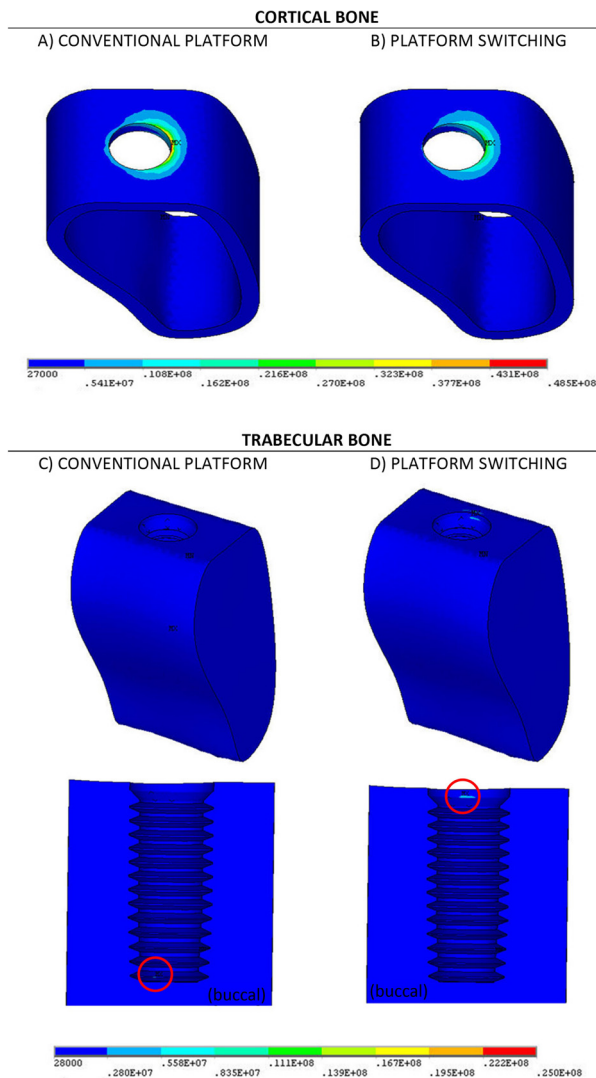 CORTICAL BONE
A) CONVENTIONAL PLATFORM B) PLATFORM SWITCHING
MX
MX
27000 .108E+08 .216E+08 .323E+08 .431E+08
.541E+07 .162E+08 .270E+08 .377E+08 .485E+08
TRABECULAR BONE
C) CONVENTIONAL PLATFORM D) PLATFORM SWITCHING
(buccal) (buccal)
28000 .558E+07 .111E+08 .167E+08 .222E+08
.280E+07 .835E+07 .139E+08 .195E+08 .250E+08